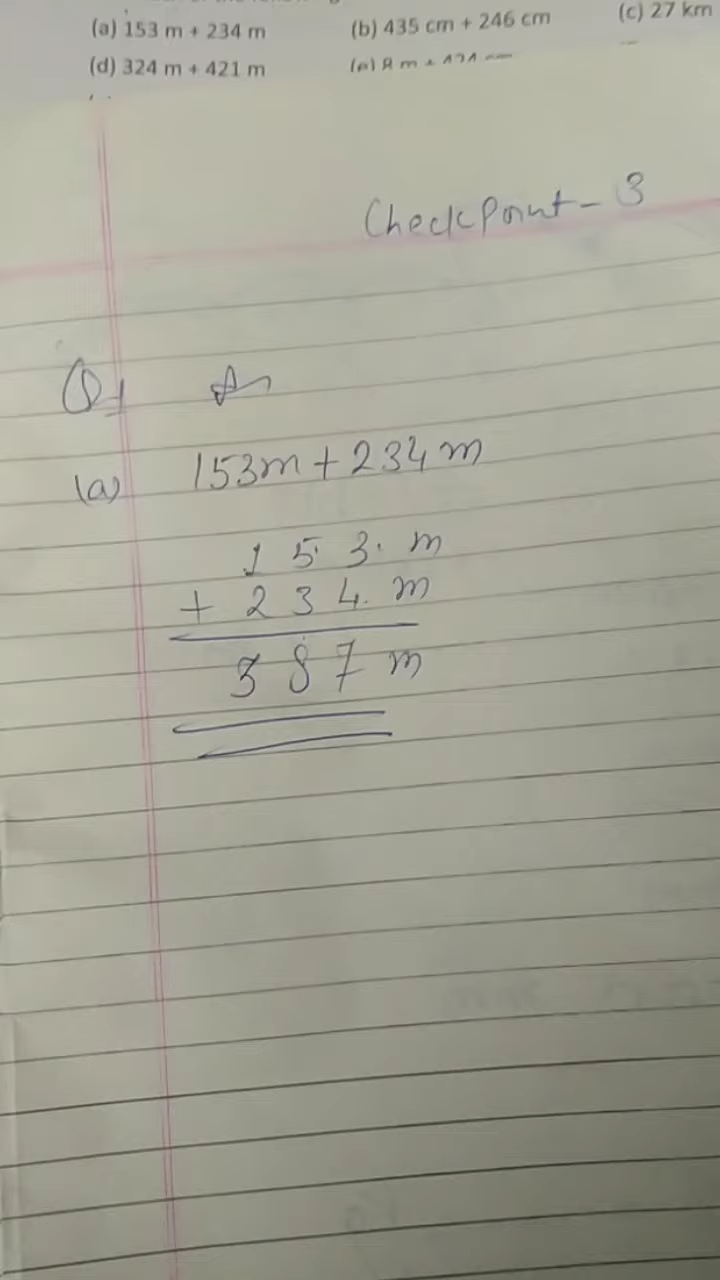 (a) 153 m + 234 m (b) 435 cm + 246 cm (c) 27 km
(d) 324 m + 421 m (e) 8 m +
CheckPoint - 3
Q1
(a) 153m + 234 m
1 5 3 m
+ 2 3 4 m
3 8 7 m